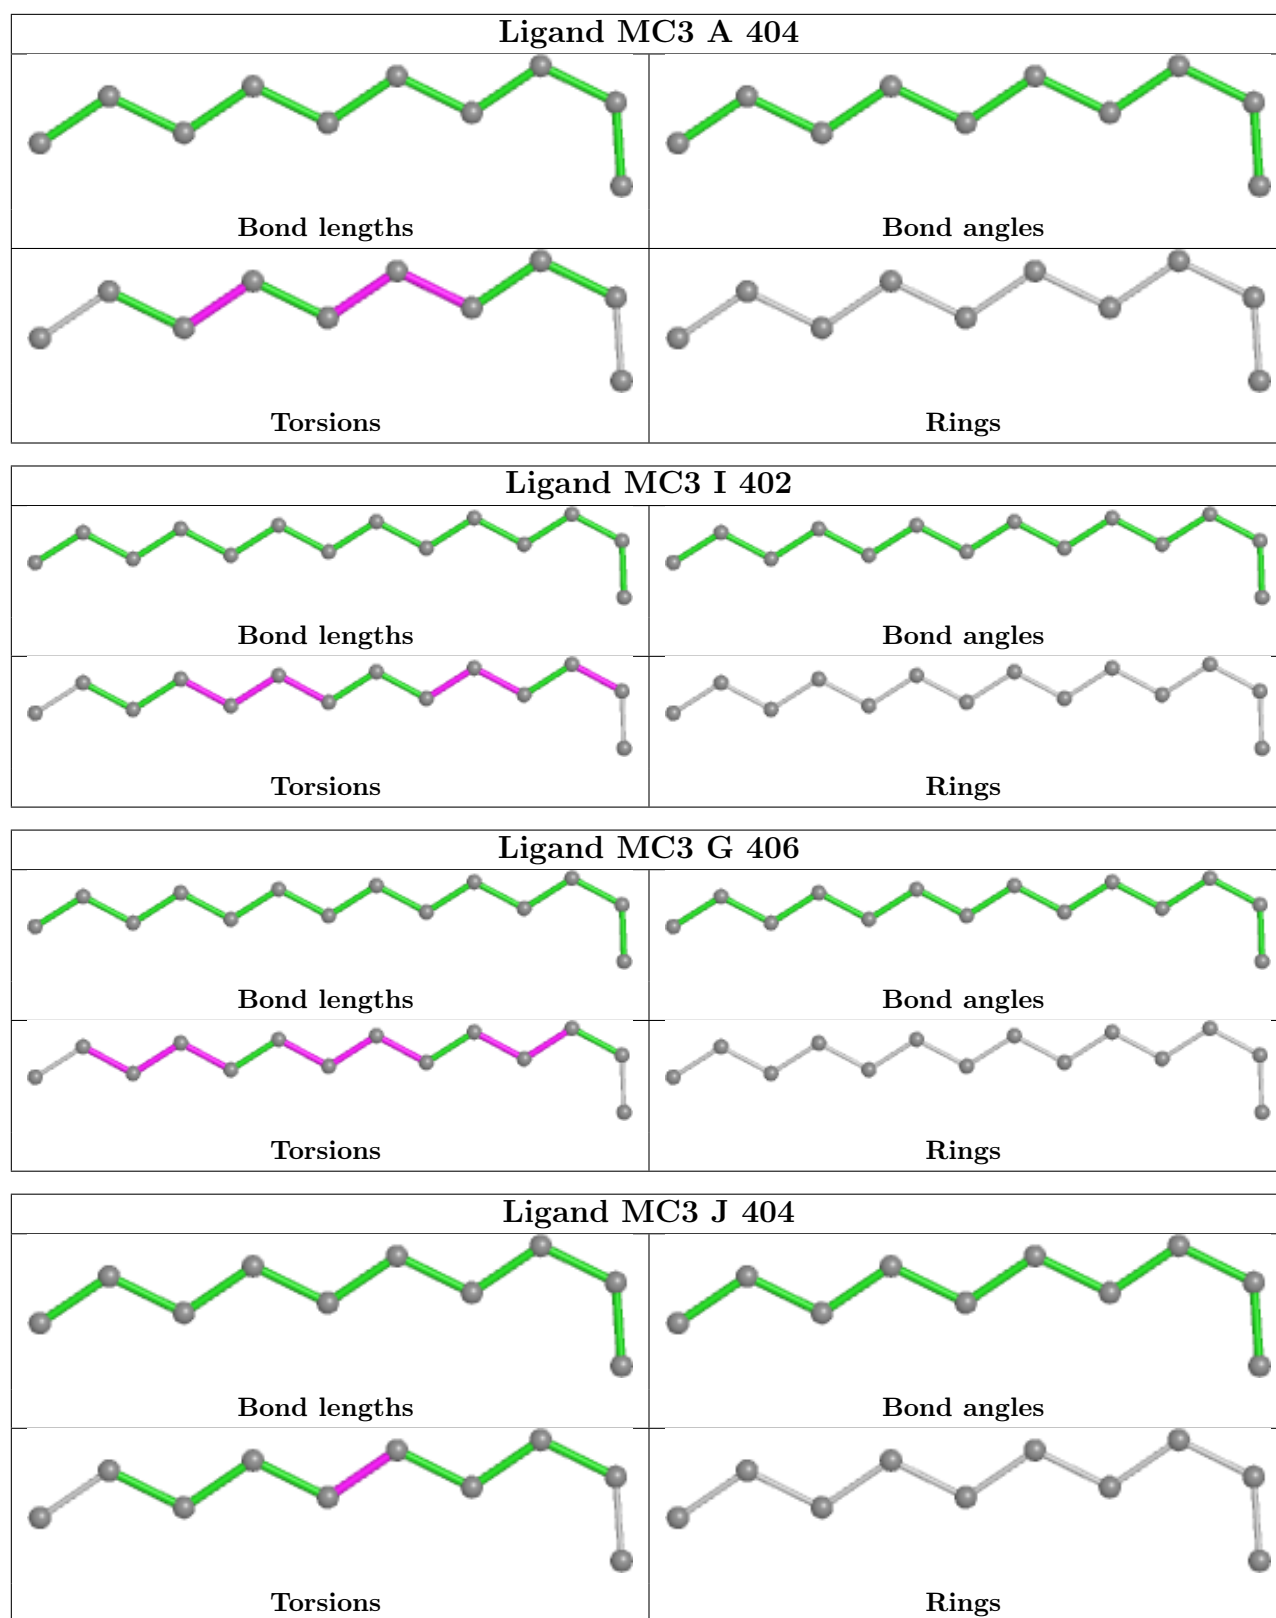 Ligand MC3 A 404
Bond lengths Bond angles
Torsions Rings
Ligand MC3 I 402
Bond lengths Bond angles
Torsions Rings
Ligand MC3 G 406
Bond lengths Bond angles
Torsions Rings
Ligand MC3 J 404
Bond lengths Bond angles
Torsions Rings